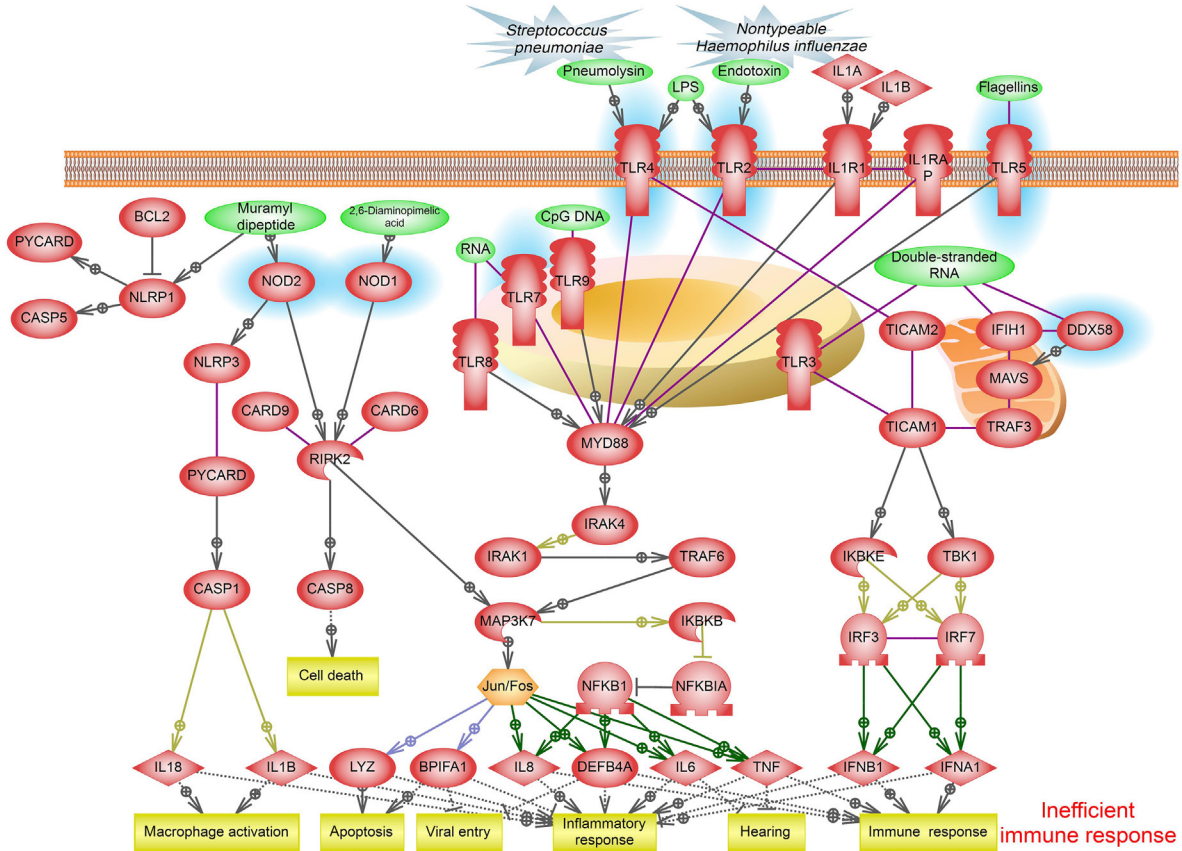 Streptococcus
pneumoniae
Nontypeable
Haemophilus influenzae
Pneumolysin
LPS
Endotoxin
IL1A
IL1B
Flagellins
TLR4
TLR2
IL1R1
IL1RA
P
TLR5
BCL2
Muramyl
dipeptide
2,6-Diaminopimelic
acid
CpG DNA
PYCARD
RNA
Double-stranded
RNA
NOD2
NOD1
TLR7
TLR9
NLRP1
CASP5
TICAM2
IFIH1
DDX58
NLRP3
TLR8
TLR3
MAVS
CARD9
CARD6
TICAM1
TRAF3
MYD88
RIPK2
PYCARD
IRAK4
IRAK1
TRAF6
IKBKE
TBK1
CASP1
CASP8
MAP3K7
IKBKB
IRF3
IRF7
Cell death
Jun/Fos
NFKB1
NFKBIA
IL18
IL1B
LYZ
BPIFA1
IL8
DEFB4A
IL6
TNF
IFNB1
IFNA1
Macrophage activation
Apoptosis
Viral entry
Inflammatory
response
Hearing
Immune response
Inefficient
immune response